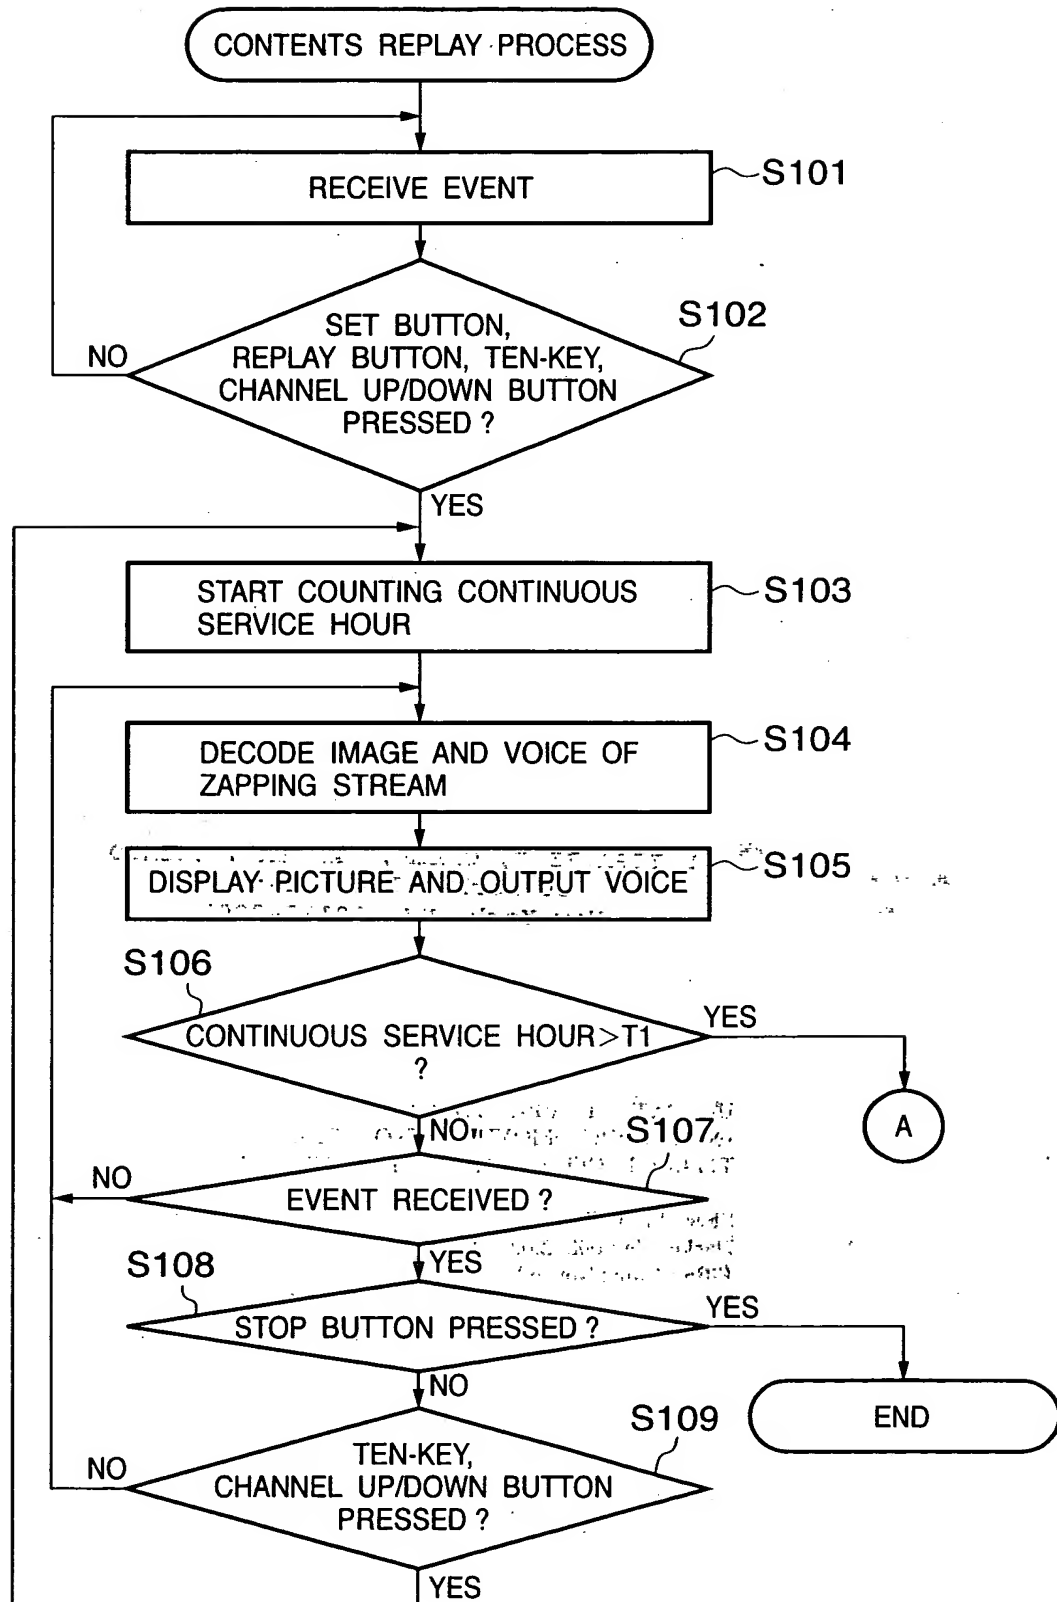 CONTENTS REPLAY PROCESS
RECEIVE EVENT
S101
SET BUTTON,
REPLAY BUTTON, TEN-KEY,
CHANNEL UP/DOWN BUTTON
PRESSED ?
S102
NO
YES
START COUNTING CONTINUOUS
SERVICE HOUR
S103
DECODE IMAGE AND VOICE OF
ZAPPING STREAM
S104
DISPLAY PICTURE AND OUTPUT VOICE
S105
S106
CONTINUOUS SERVICE HOUR>T1
?
YES
A
NO
S107
EVENT RECEIVED ?
NO
YES
S108
STOP BUTTON PRESSED ?
YES
END
NO
S109
TEN-KEY,
CHANNEL UP/DOWN BUTTON
PRESSED ?
NO
YES